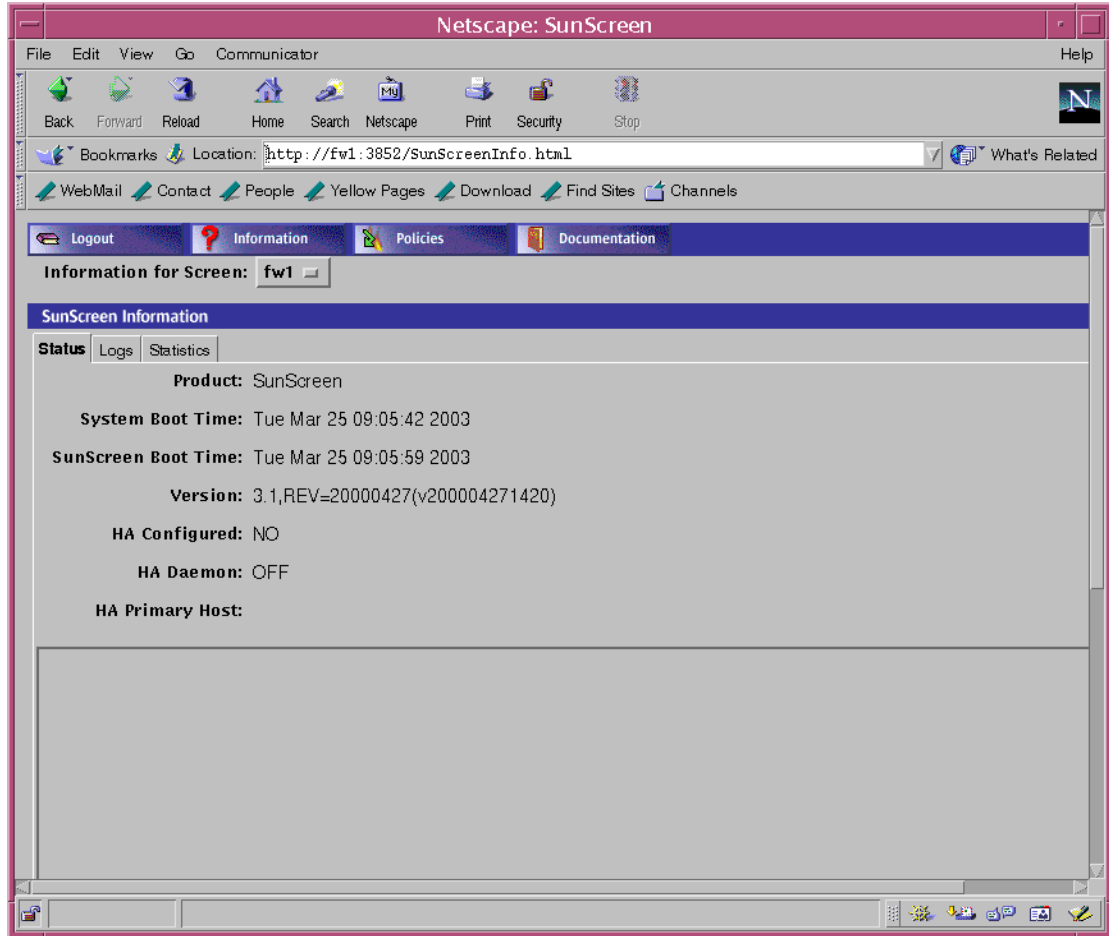 Netscape: SunScreen
File Edit View Go Communicator Help
My
N
Back Forward Reload Home Search Netscape Print Security Stop
Bookmarks Location: http://fw1:3852/SunScreenInfo.html What's Related
WebMail Contact People Yellow Pages Download Find Sites Channels
Logout Information Policies Documentation
Information for Screen: fw1
SunScreen Information
Status Logs Statistics
Product: SunScreen
System Boot Time: Tue Mar 25 09:05:42 2003
SunScreen Boot Time: Tue Mar 25 09:05:59 2003
Version: 3.1,REV=20000427(v200004271420)
HA Configured: NO
HA Daemon: OFF
HA Primary Host: